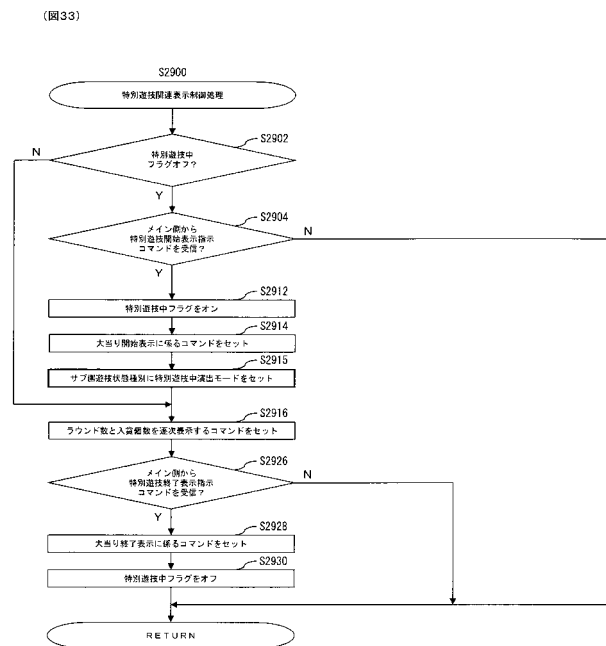 (図33)
S2900
特別遊技関連表示制御処理
S2902
特別遊技中
フラグオフ?
N
Y
S2904
メイン側から
特別遊技開始表示指示
コマンドを受信?
N
Y
S2912
特別遊技中フラグをオン
S2914
大当り開始表示に係るコマンドをセット
S2915
サブ側遊技状態種別に特別遊技中演出モードをセット
S2916
ラウンド数と入賞個数を逐次表示するコマンドをセット
S2926
メイン側から
特別遊技終了表示指示
コマンドを受信?
N
Y
S2928
大当り終了表示に係るコマンドをセット
S2930
特別遊技中フラグをオフ
RETURN